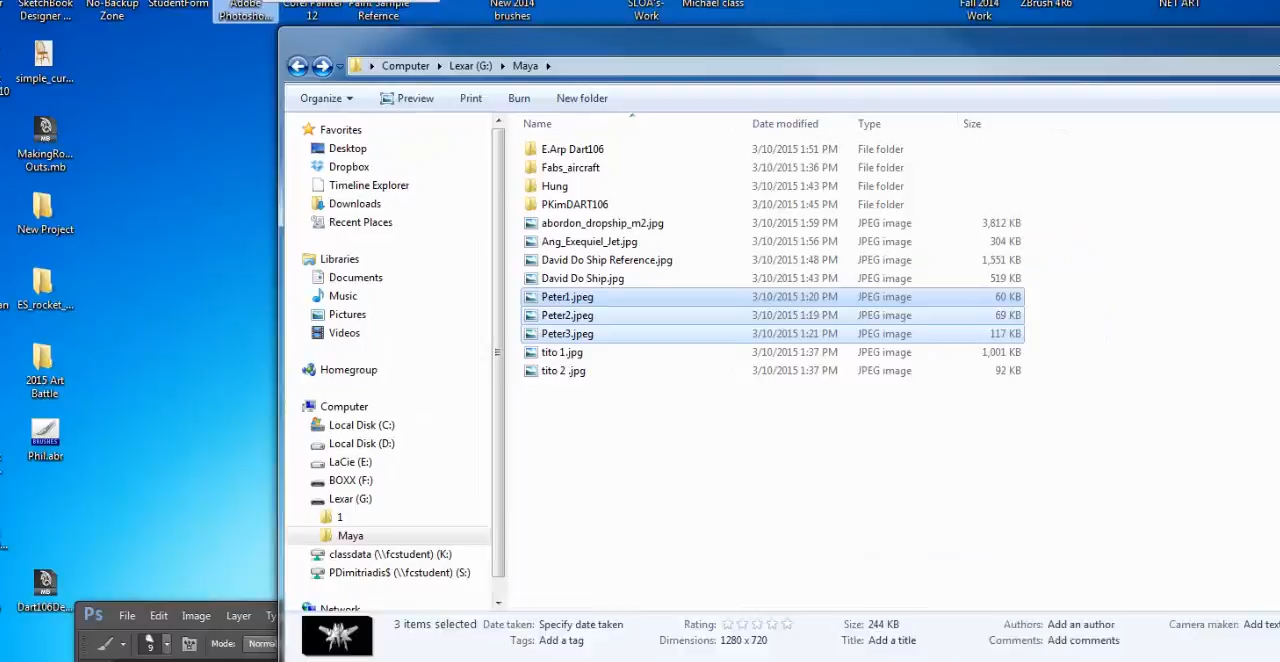 SketchBook Designer ...
No-Backup Zone
StudentForm
Adobe Photosho...
Corel Painter 12
Paint Sample Refernce
New 2014 brushes
SLOA's- Work
Michael class
Fall 2014 Work
ZBrush 4R6
NET ART
simple_cur...
10
MakingRo... Outs.mb
New Project
an
ES_rocket_...
2015 Art Battle
BRUSHES
Phil.abr
Dart106De...
Computer Lexar (G:) Maya
Organize Preview Print Burn New folder
Favorites
Desktop
Dropbox
Timeline Explorer
Downloads
Recent Places
Libraries
Documents
Music
Pictures
Videos
Homegroup
Computer
Local Disk (C:)
Local Disk (D:)
LaCie (E:)
BOXX (F:)
Lexar (G:)
1
Maya
classdata (\\fcstudent) (K:)
PDimitriadis$ (\\fcstudent) (S:)
Network
Name Date modified Type Size
E.Arp Dart106 3/10/2015 1:51 PM File folder
Fabs_aircraft 3/10/2015 1:36 PM File folder
Hung 3/10/2015 1:43 PM File folder
PKimDART106 3/10/2015 1:45 PM File folder
abordon_dropship_m2.jpg 3/10/2015 1:59 PM JPEG image 3,812 KB
Ang_Exequiel_Jet.jpg 3/10/2015 1:56 PM JPEG image 304 KB
David Do Ship Reference.jpg 3/10/2015 1:48 PM JPEG image 1,551 KB
David Do Ship.jpg 3/10/2015 1:43 PM JPEG image 519 KB
Peter1.jpeg 3/10/2015 1:20 PM JPEG image 60 KB
Peter2.jpeg 3/10/2015 1:19 PM JPEG image 69 KB
Peter3.jpeg 3/10/2015 1:21 PM JPEG image 117 KB
tito 1.jpg 3/10/2015 1:37 PM JPEG image 1,001 KB
tito 2 .jpg 3/10/2015 1:37 PM JPEG image 92 KB
3 items selected Date taken: Specify date taken Rating: Size: 244 KB Authors: Add an author Camera maker: Add text
Tags: Add a tag Dimensions: 1280 x 720 Title: Add a title Comments: Add comments
Ps File Edit Image Layer Ty
9 Mode: Norma